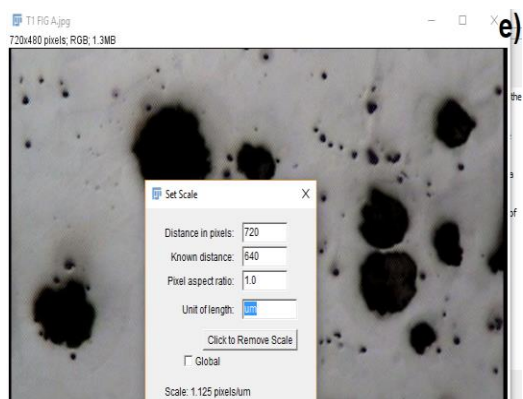 T1 FIG A.jpg
e)
720x480 pixels; RGB; 1.3MB
the
a
of
Set Scale
Distance in pixels: 720
Known distance: 640
Pixel aspect ratio: 1.0
Unit of length: um
Click to Remove Scale
Global
Scale: 1.125 pixels/um